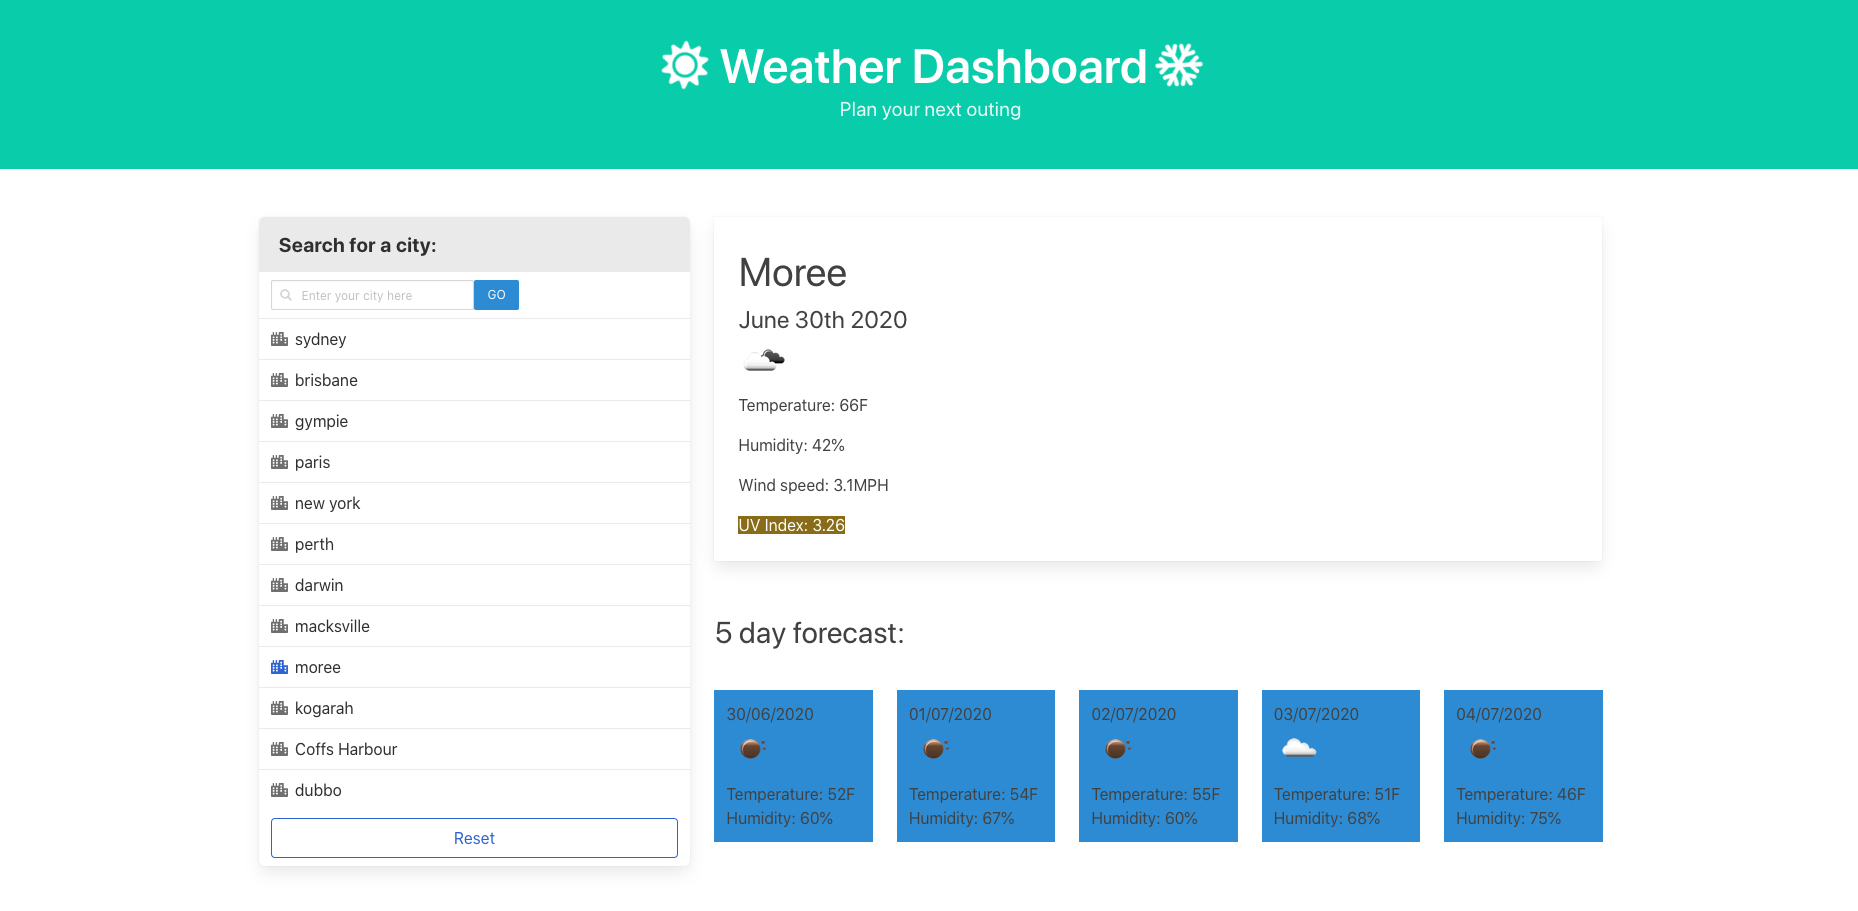 Weather Dashboard
Plan your next outing
Search for a city:
Enter your city here
GO
sydney
brisbane
gympie
paris
new york
perth
darwin
macksville
moree
kogarah
Coffs Harbour
dubbo
Reset
Moree
June 30th 2020
Temperature: 66F
Humidity: 42%
Wind speed: 3.1MPH
UV Index: 3.26
5 day forecast:
30/06/2020
Temperature: 52F
Humidity: 60%
01/07/2020
Temperature: 54F
Humidity: 67%
02/07/2020
Temperature: 55F
Humidity: 60%
03/07/2020
Temperature: 51F
Humidity: 68%
04/07/2020
Temperature: 46F
Humidity: 75%